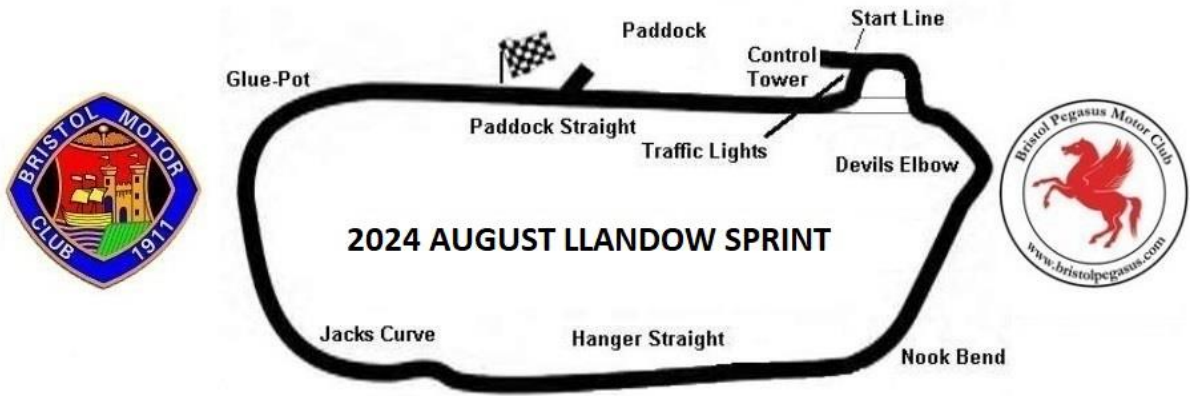 Start Line
Paddock
Control
Tower
Glue-Pot
Paddock Straight
Traffic Lights
Devils Elbow
BRISTOL MOTOR
CLUB 1911
Bristol Pegasus Motor Club
www.bristolpegasus.com
2024 AUGUST LLANDOW SPRINT
Jacks Curve
Hanger Straight
Nook Bend